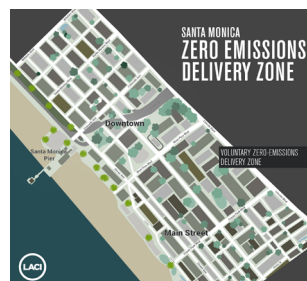 SANTA MONICA
ZERO EMISSIONS
DELIVERY ZONE
Downtown
VOLUNTARY ZERO-EMISSIONS
DELIVERY ZONE
Santa Monica
Pier
Main Street
LACI